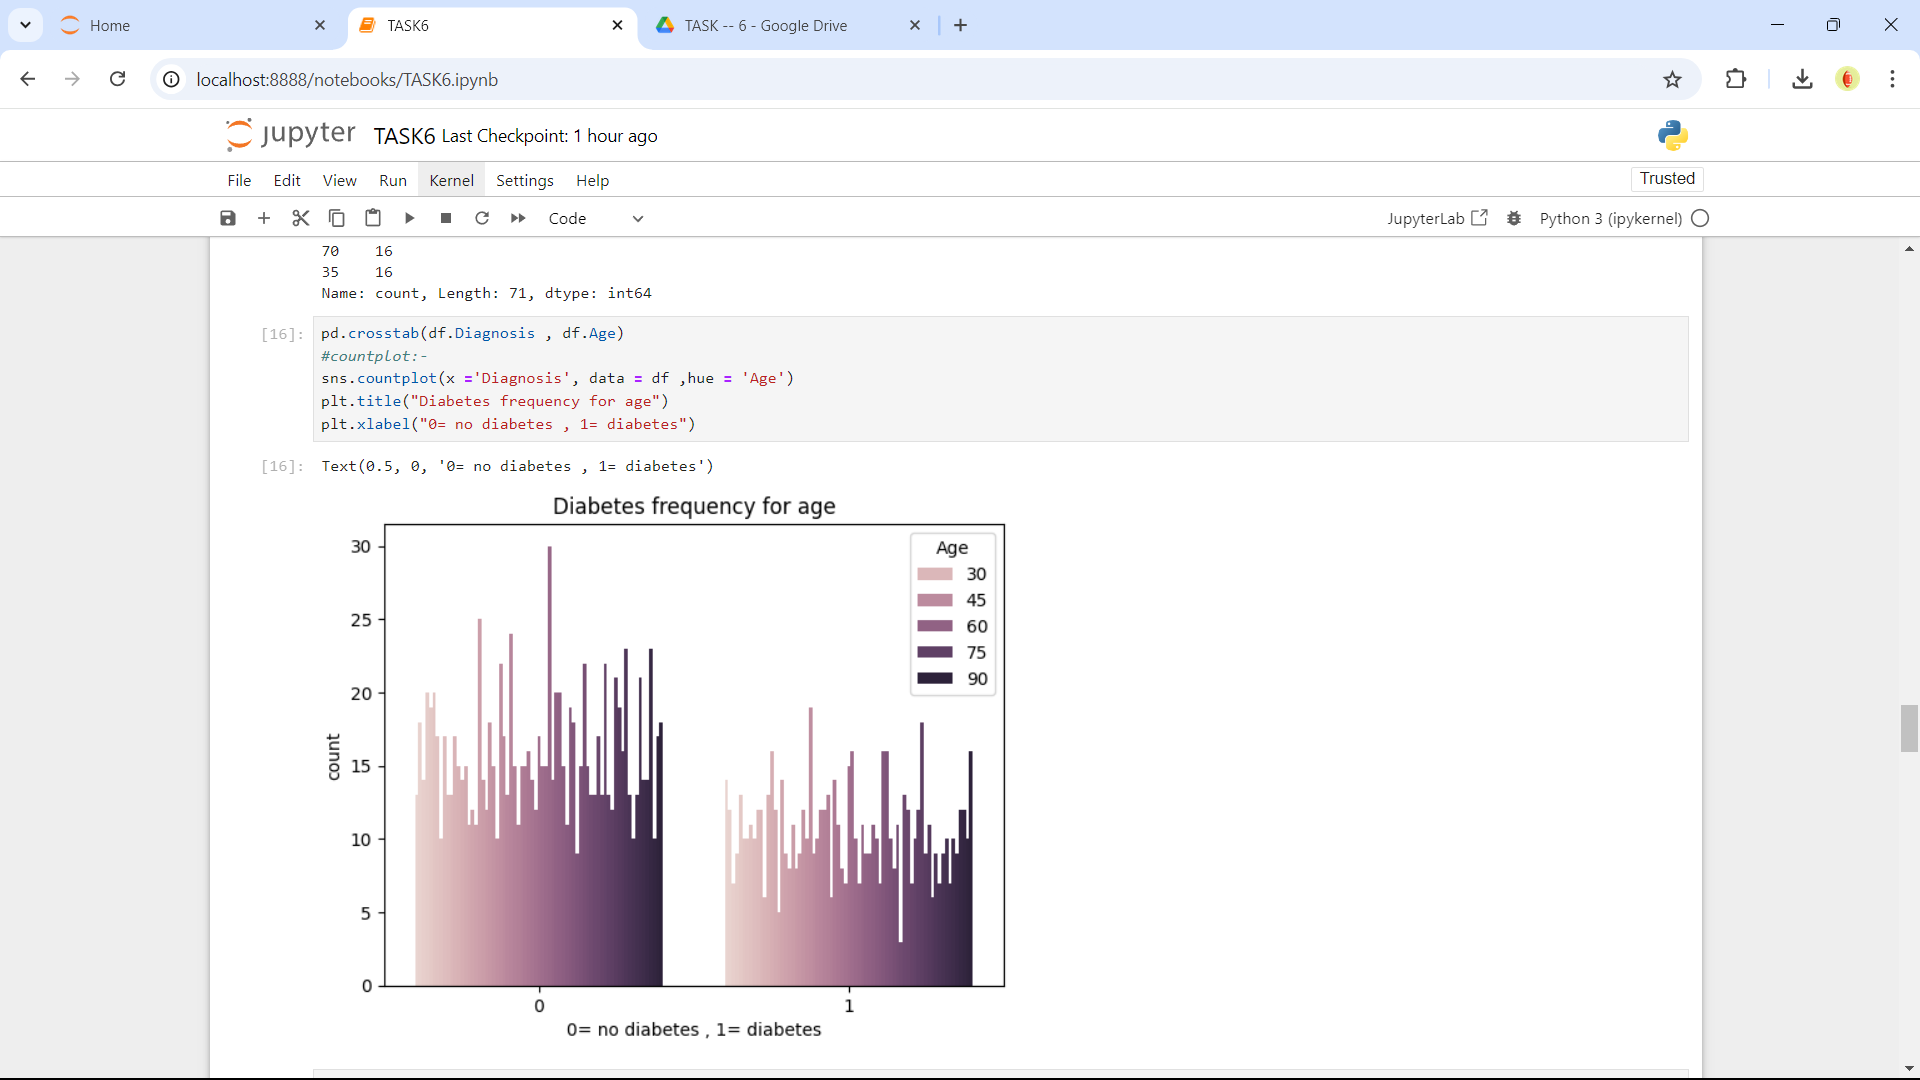 Home
TASK6
TASK -- 6 - Google Drive
localhost:8888/notebooks/TASK6.ipynb
jupyter TASK6 Last Checkpoint: 1 hour ago
File Edit View Run Kernel Settings Help
Trusted
Code
JupyterLab
Python 3 (ipykernel)
70 16
35 16
Name: count, Length: 71, dtype: int64
[16]:
pd.crosstab(df.Diagnosis , df.Age)
#countplot:-
sns.countplot(x ='Diagnosis', data = df ,hue = 'Age')
plt.title("Diabetes frequency for age")
plt.xlabel("0= no diabetes , 1= diabetes")
[16]: Text(0.5, 0, '0= no diabetes , 1= diabetes')
Diabetes frequency for age
Age
30
45
60
75
90
30
25
20
15
10
5
0
count
0 1
0= no diabetes , 1= diabetes